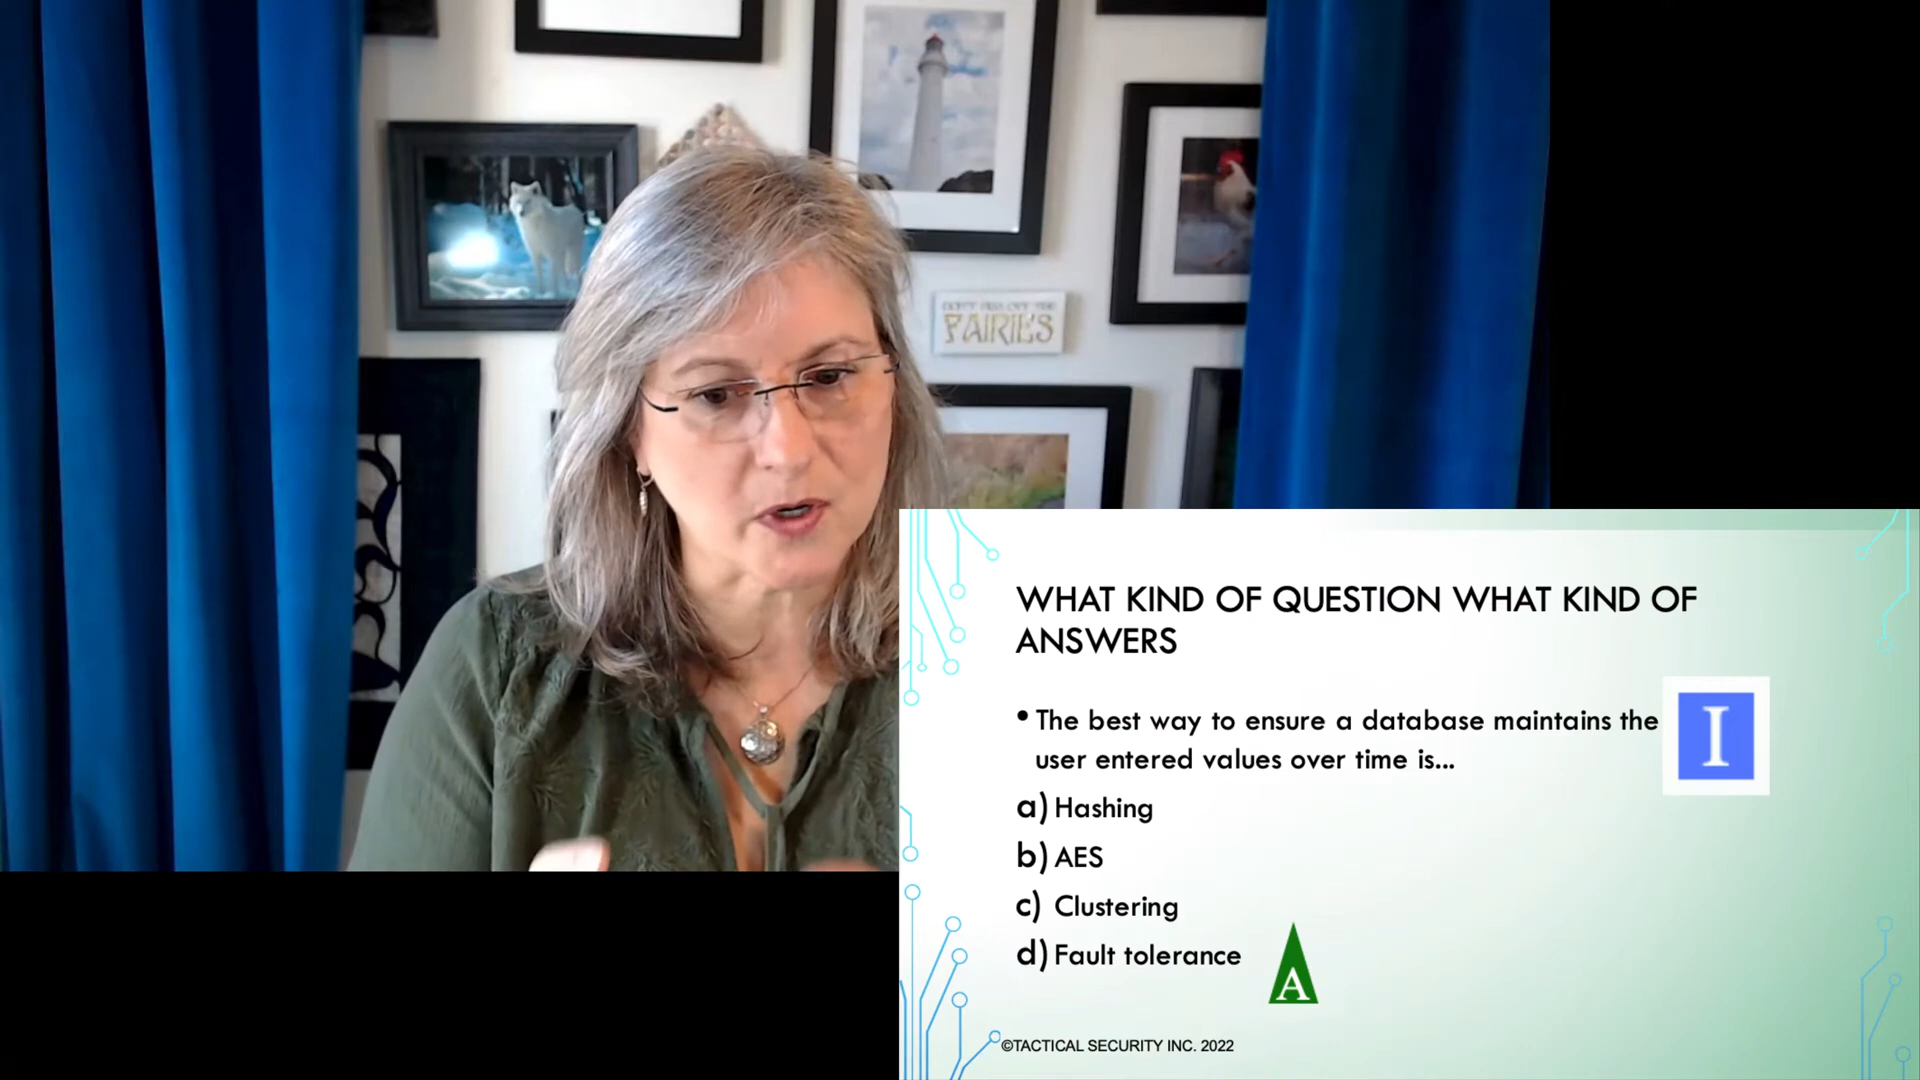 FAIRIES
WHAT KIND OF QUESTION WHAT KIND OF
ANSWERS
• The best way to ensure a database maintains the
user entered values over time is...
I
a) Hashing
b) AES
c) Clustering
d) Fault tolerance
A
©TACTICAL SECURITY INC. 2022